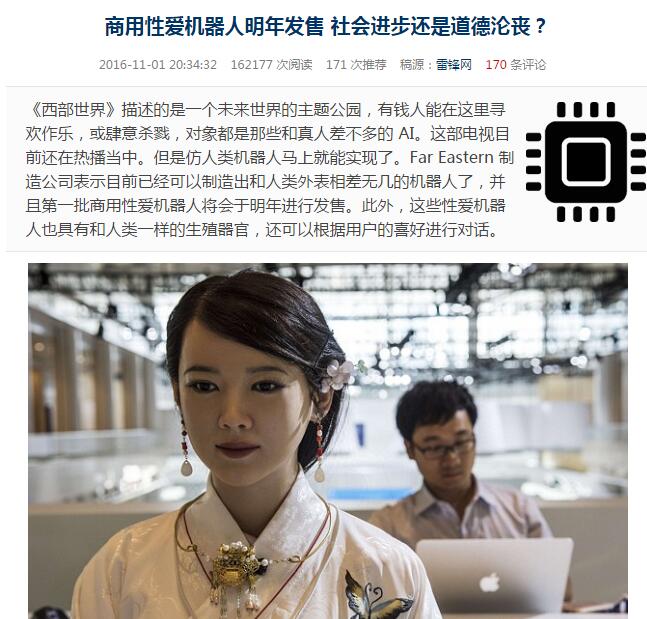 商用性爱机器人明年发售 社会进步还是道德沦丧？
2016-11-01 20:34:32 162177 次阅读 171 次推荐 稿源：雷锋网 170 条评论
《西部世界》描述的是一个未来世界的主题公园，有钱人能在这里寻
欢作乐，或肆意杀戮，对象都是那些和真人差不多的 AI。这部电视目
前还在热播当中。但是仿人类机器人马上就能实现了。Far Eastern 制
造公司表示目前已经可以制造出和人类外表相差无几的机器人了，并
且第一批商用性爱机器人将会于明年进行发售。此外，这些性爱机器
人也具有和人类一样的生殖器官，还可以根据用户的喜好进行对话。